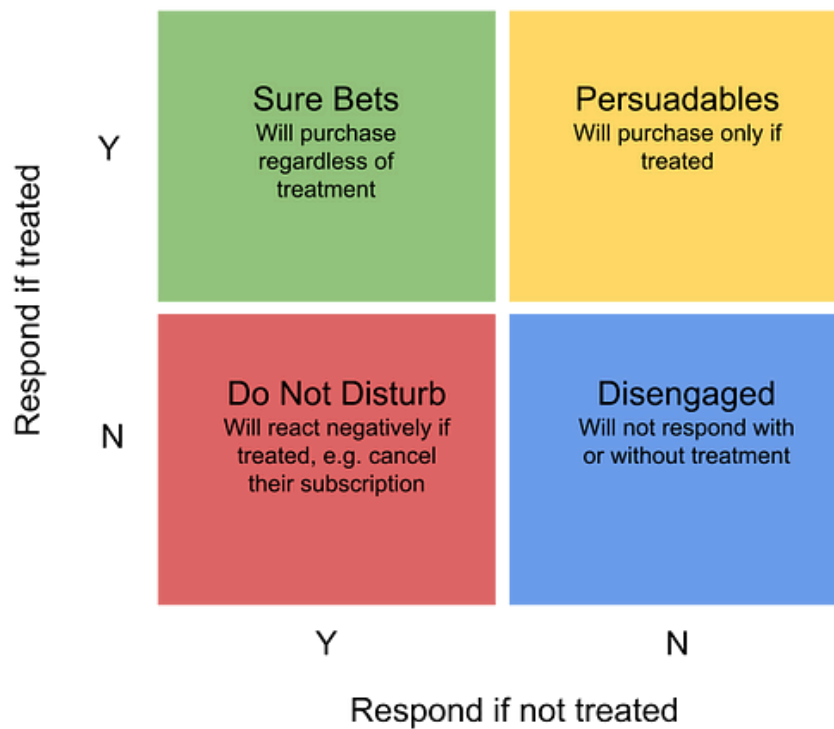 Respond if treated
Y
Sure Bets
Will purchase
regardless of
treatment
Persuadables
Will purchase only if
treated
N
Do Not Disturb
Will react negatively if
treated, e.g. cancel
their subscription
Disengaged
Will not respond with
or without treatment
Y
N
Respond if not treated